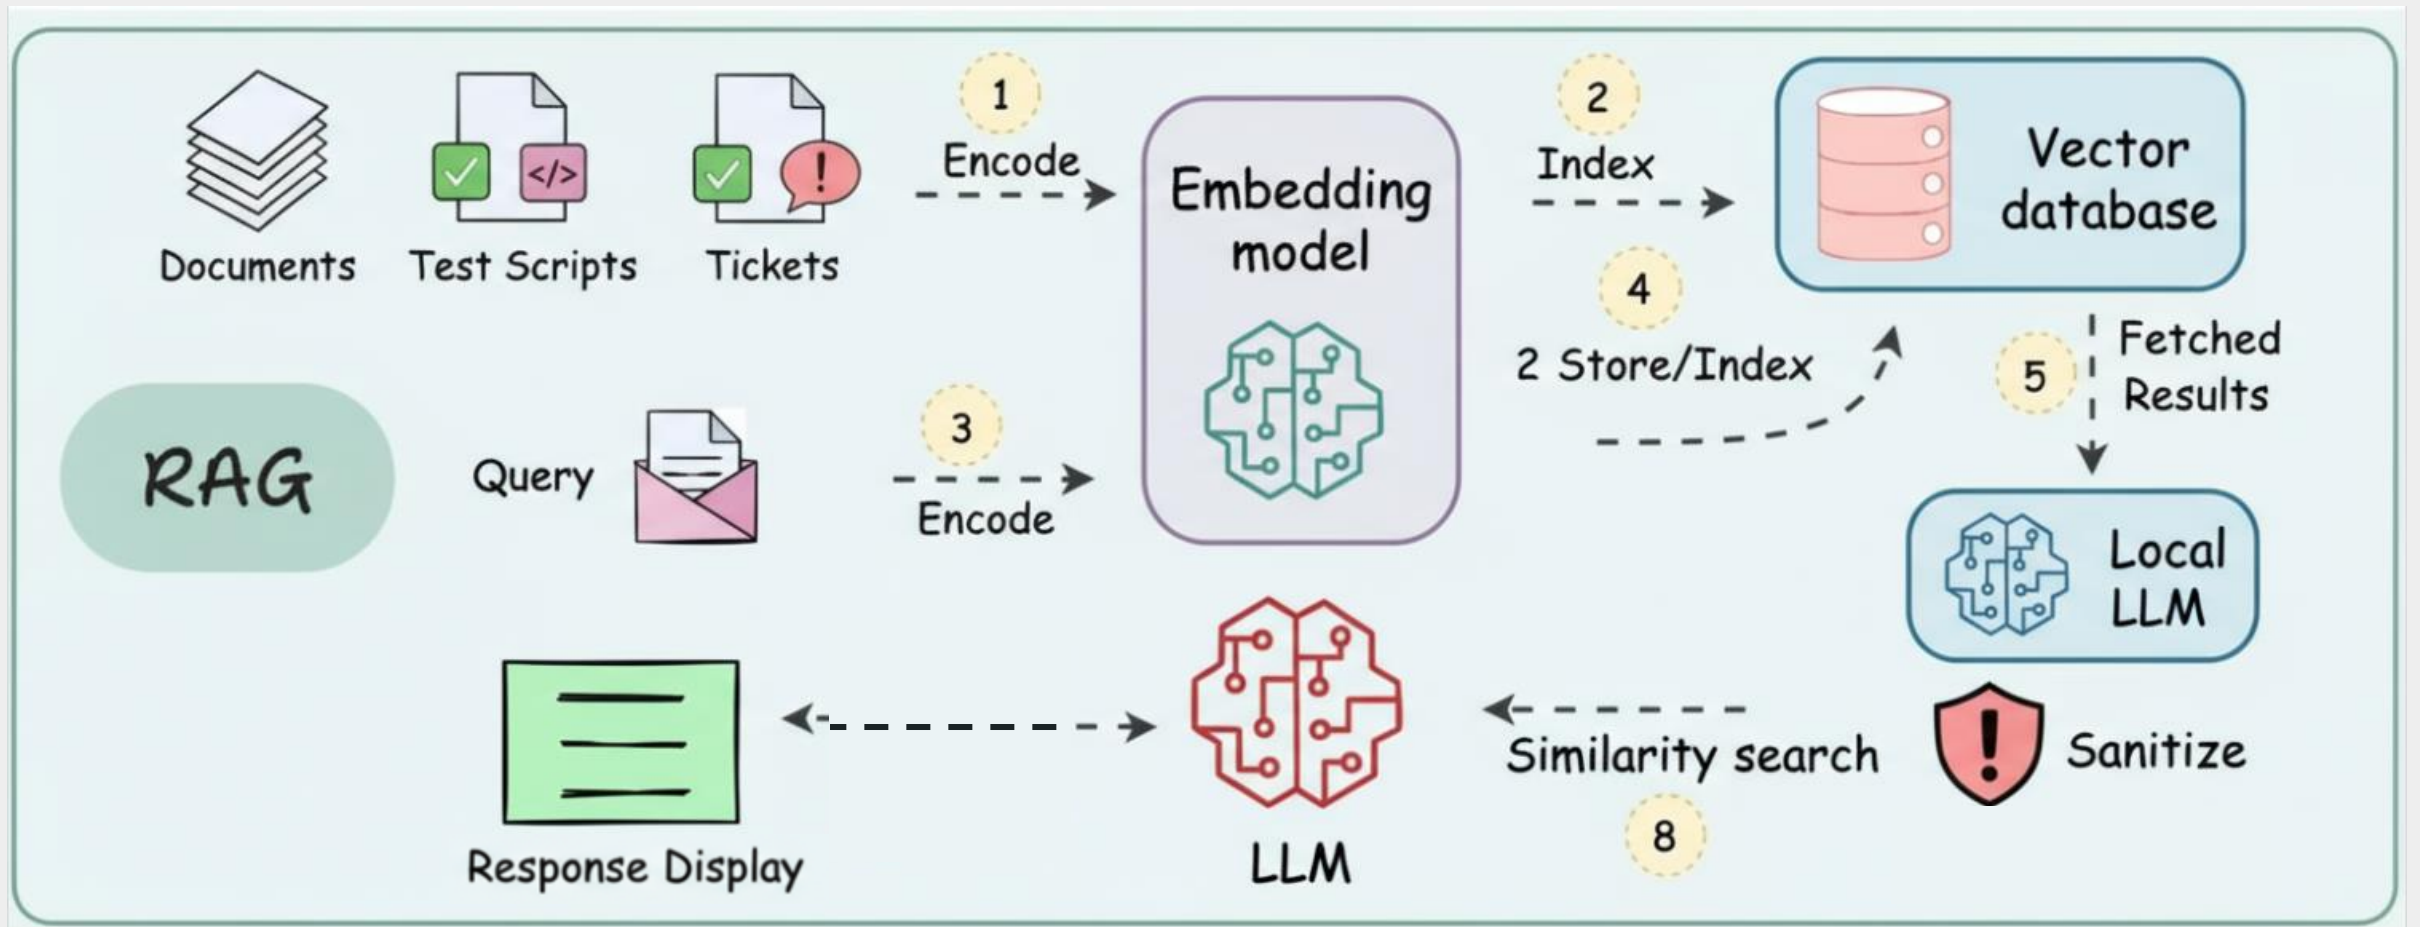 1
Encode
2
Index
Embedding
model
Vector
database
</>
Documents
Test Scripts
Tickets
4
2 Store/Index
5
Fetched
Results
RAG
Query
3
Encode
Local
LLM
Similarity search
8
Sanitize
Response Display
LLM